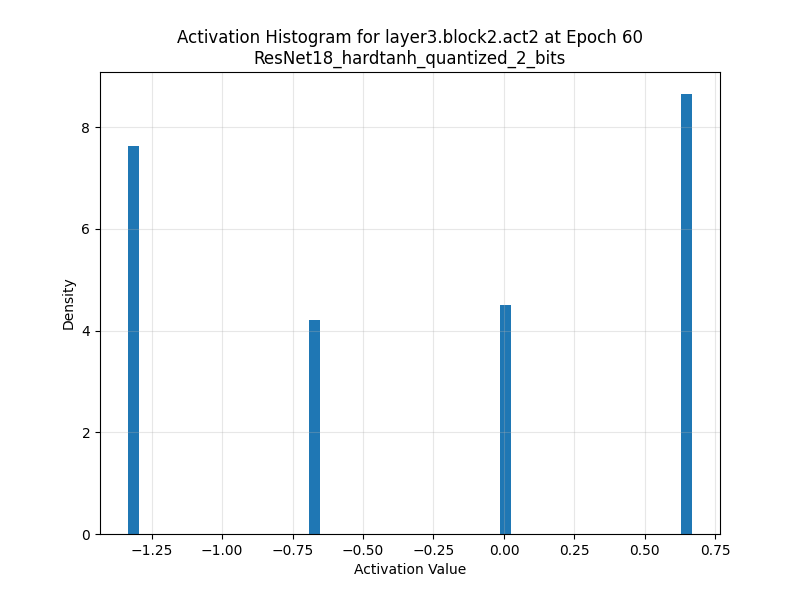 Activation Histogram for layer3.block2.act2 at Epoch 60
ResNet18_hardtanh_quantized_2_bits
Density
8
6
4
2
0
−1.25 −1.00 −0.75 −0.50 −0.25 0.00 0.25 0.50 0.75
Activation Value